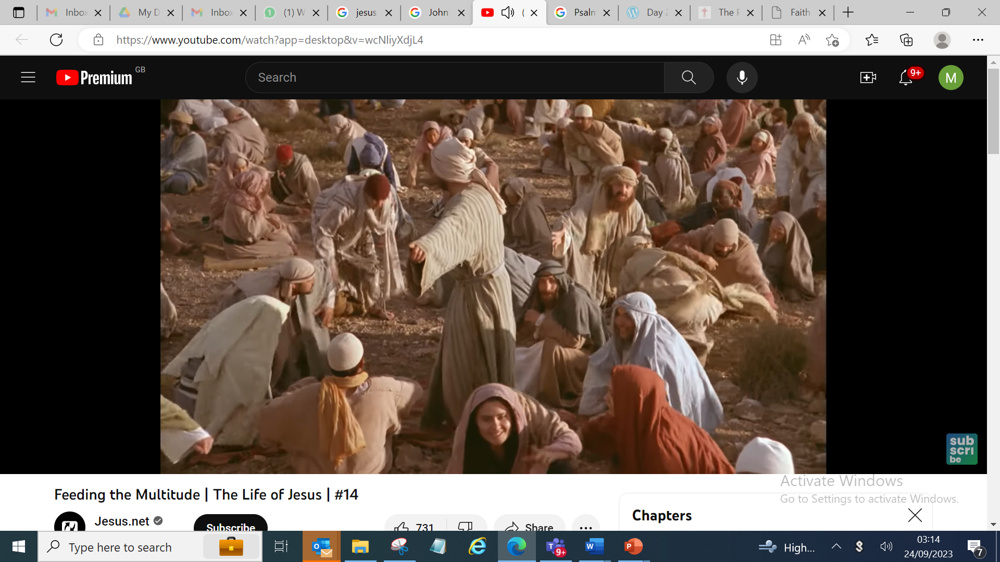 Inbox
My D
Inbox
(1) W
jesus
John
(
Psalm
Day 2
The F
Faith
https://www.youtube.com/watch?app=desktop&v=wcNIiyXdjL4
Premium GB
Search
9+
M
sub
scri
be
Feeding the Multitude | The Life of Jesus | #14
Activate Windows
Go to Settings to activate Windows.
Chapters
Jesus.net
Subscribe
731
Share
Type here to search
9+
High...
03:14
24/09/2023
7